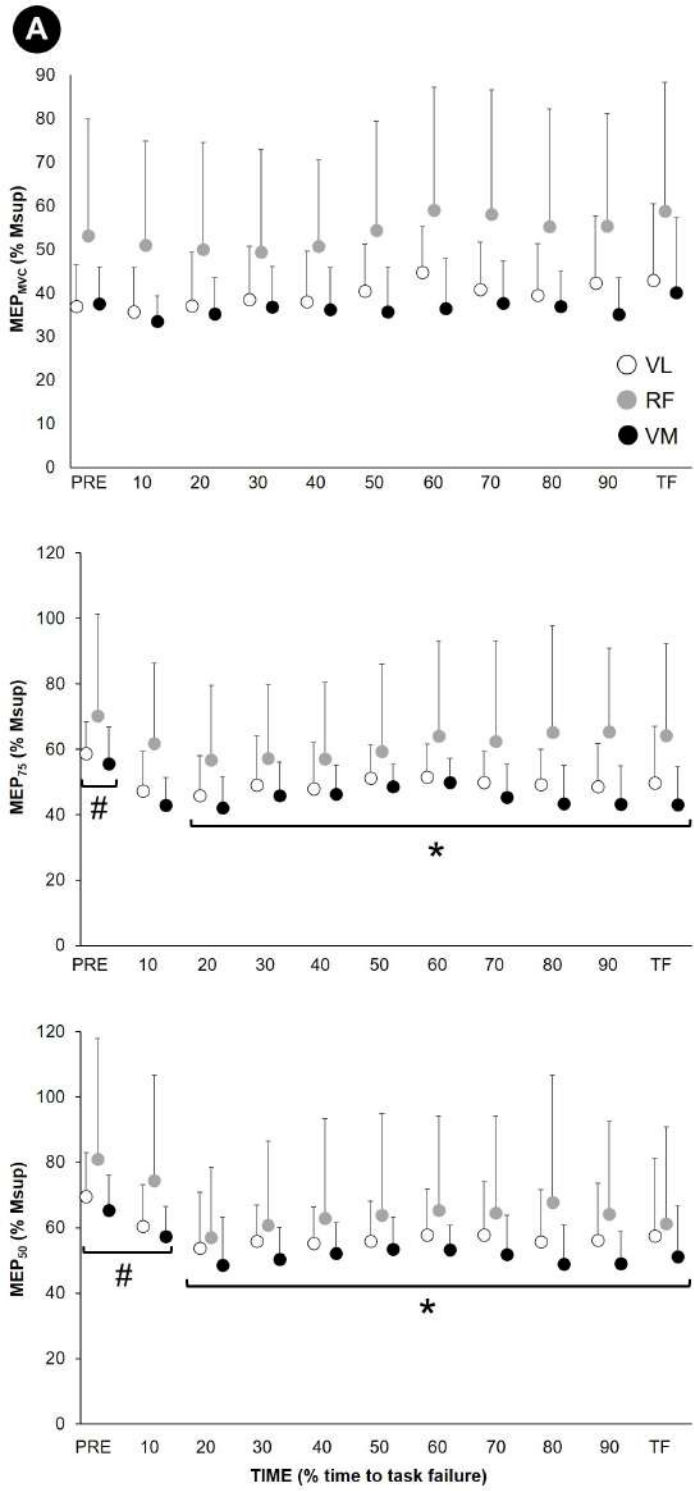 A
90
80
70
60
50
40
30
20
10
0
MEPMVC (% Msup)
VL
RF
VM
PRE 10 20 30 40 50 60 70 80 90 TF
120
100
80
60
40
20
0
MEP75 (% Msup)
#
*
PRE 10 20 30 40 50 60 70 80 90 TF
120
100
80
60
40
20
0
MEP50 (% Msup)
#
*
PRE 10 20 30 40 50 60 70 80 90 TF
TIME (% time to task failure)